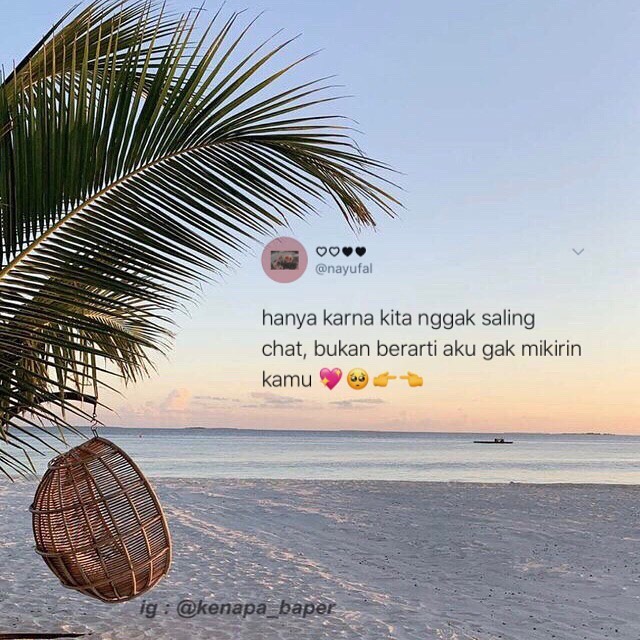 ♡♡🖤🖤
@nayufal
hanya karna kita nggak saling
chat, bukan berarti aku gak mikirin
kamu 💖🥺👉👈
ig : @kenapa_baper